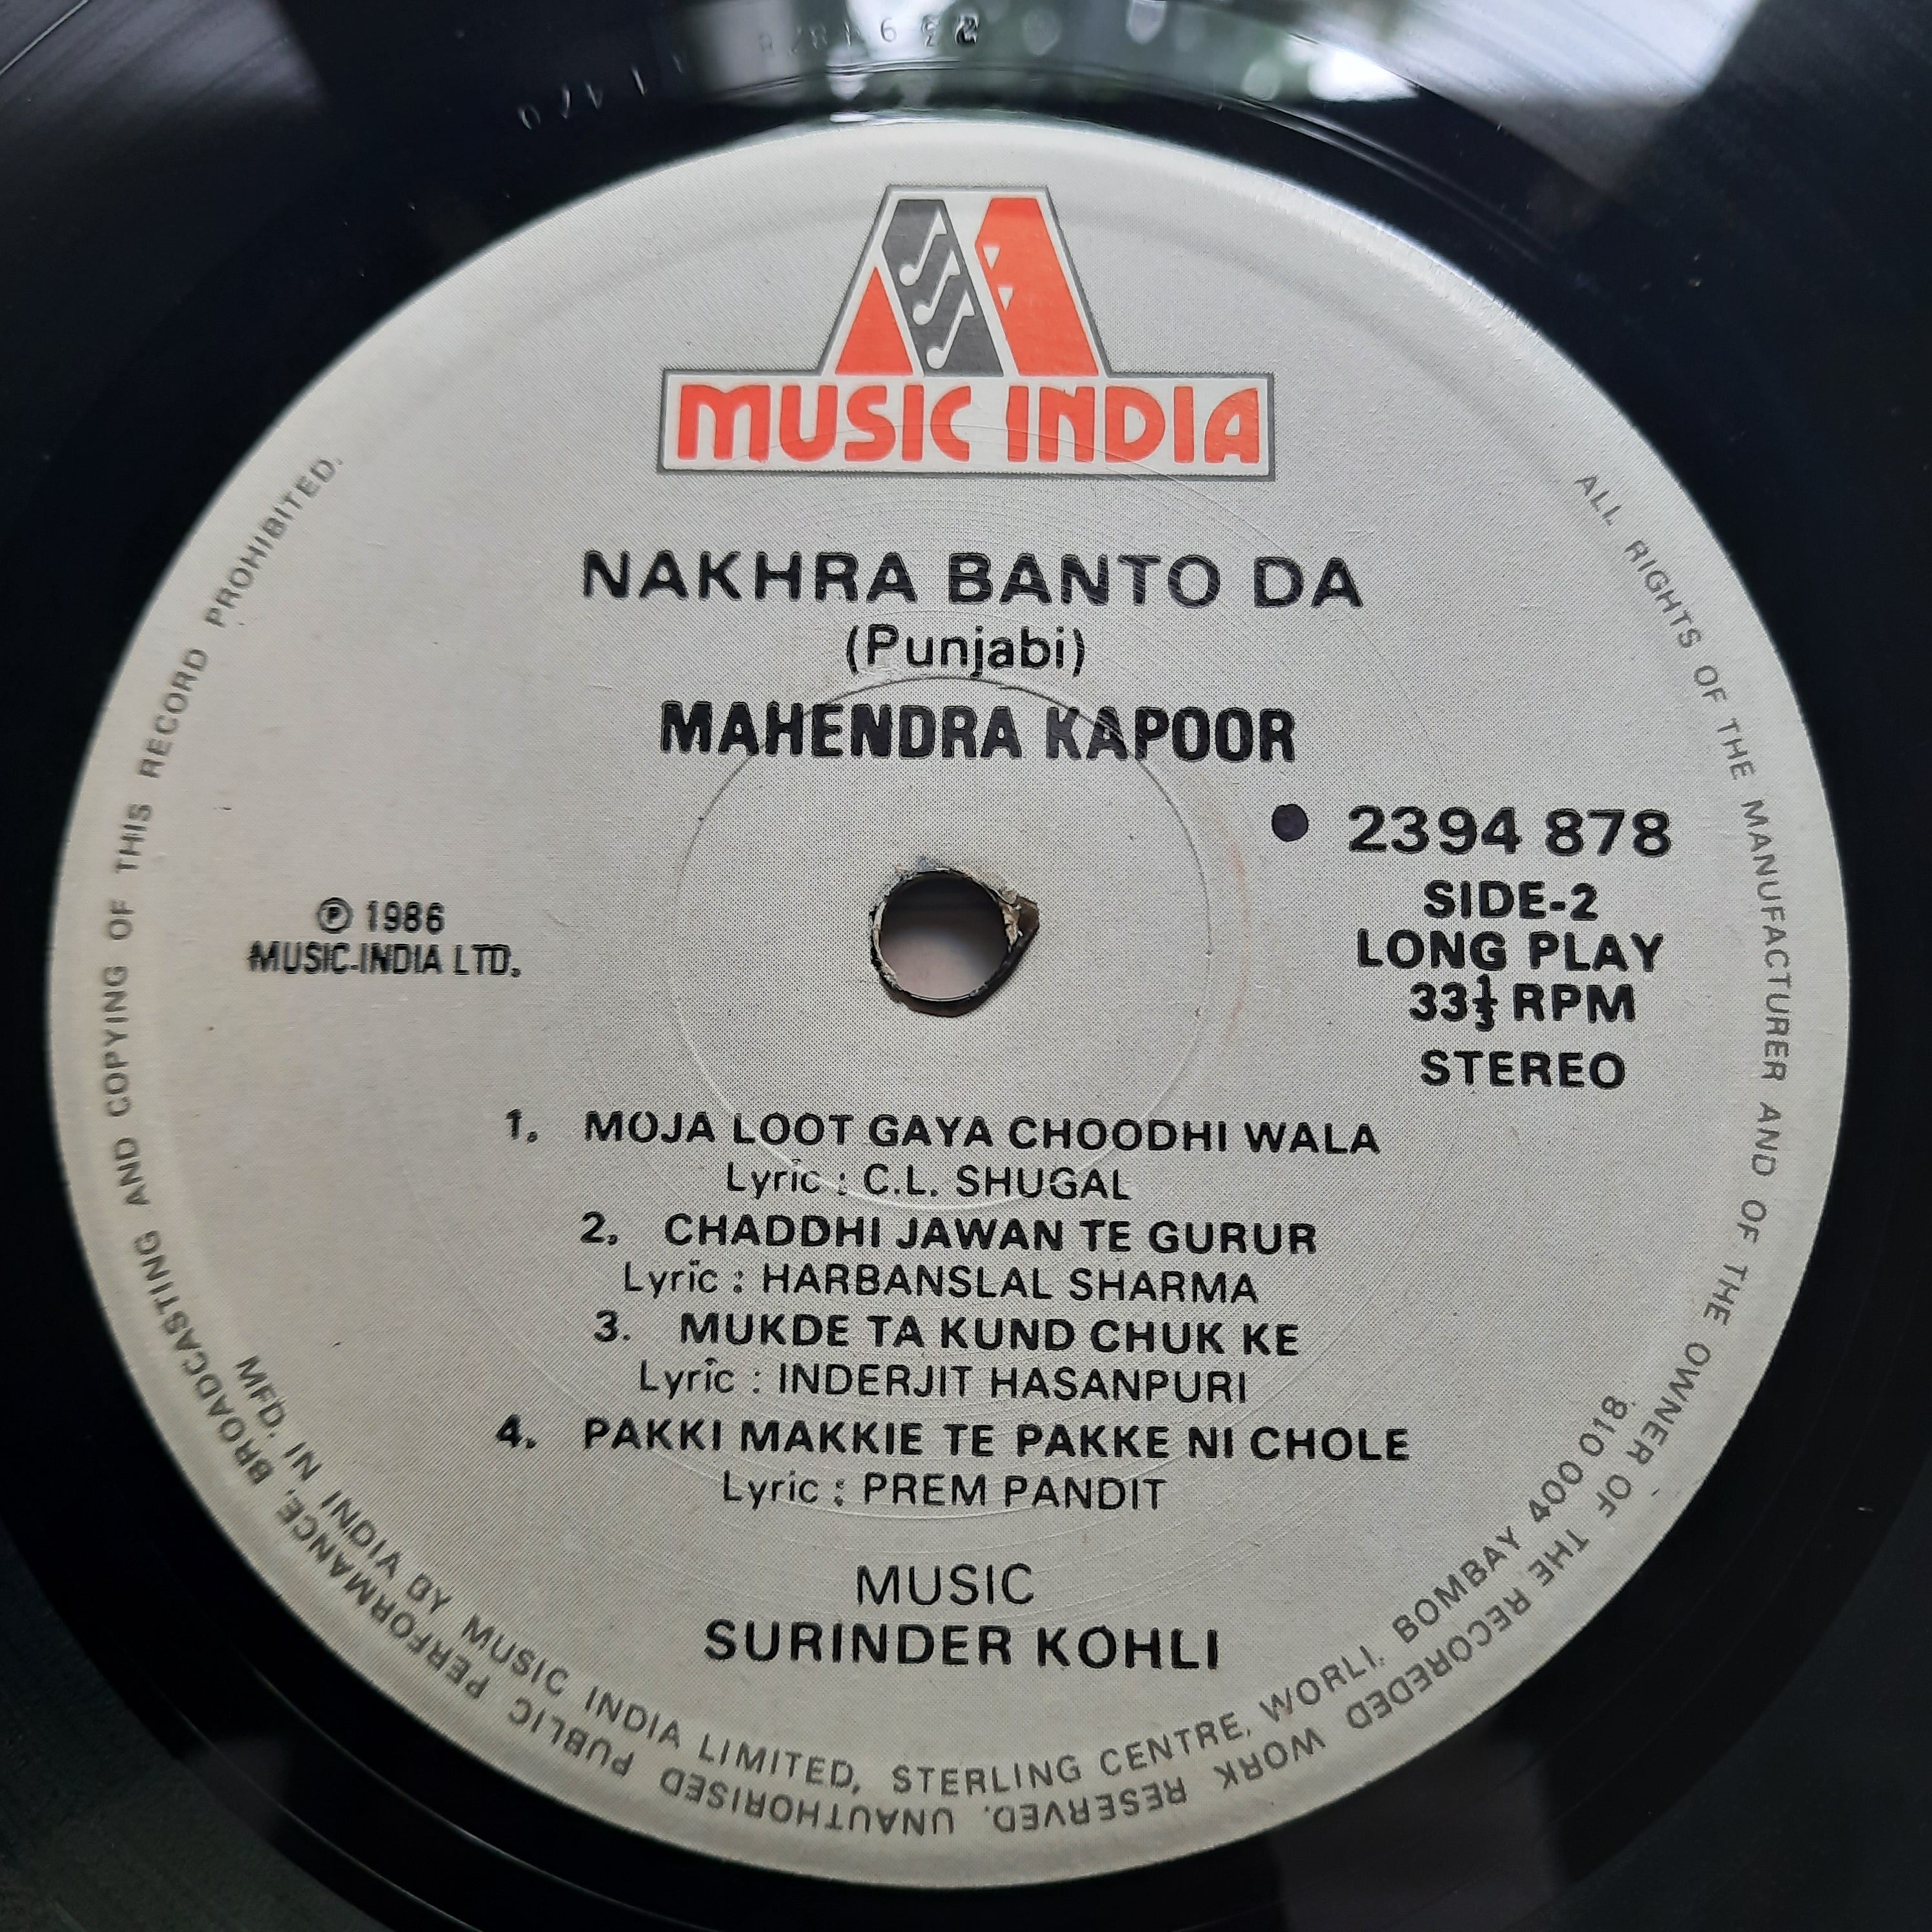 MUSIC INDIA
NAKHRA BANTO DA
(Punjabi)
MAHENDRA KAPOOR
● 2394 878
SIDE-2
LONG PLAY
33⅓ RPM
STEREO
℗ 1986
MUSIC-INDIA LTD.
1. MOJA LOOT GAYA CHOODHI WALA
Lyric : C.L. SHUGAL
2. CHADDHI JAWAN TE GURUR
Lyric : HARBANSLAL SHARMA
3. MUKDE TA KUND CHUK KE
Lyric : INDERJIT HASANPURI
4. PAKKI MAKKIE TE PAKKE NI CHOLE
Lyric : PREM PANDIT
MUSIC
SURINDER KOHLI
MFD. IN INDIA BY MUSIC INDIA LIMITED, STERLING CENTRE, WORLI, BOMBAY 400 018.
ALL RIGHTS OF THE MANUFACTURER AND OF THE OWNER OF THE RECOREDED WORK RESERVED. UNAUTHORISED PUBLIC PERFORMANCE, BROADCASTING AND COPYING OF THIS RECORD PROHIBITED.